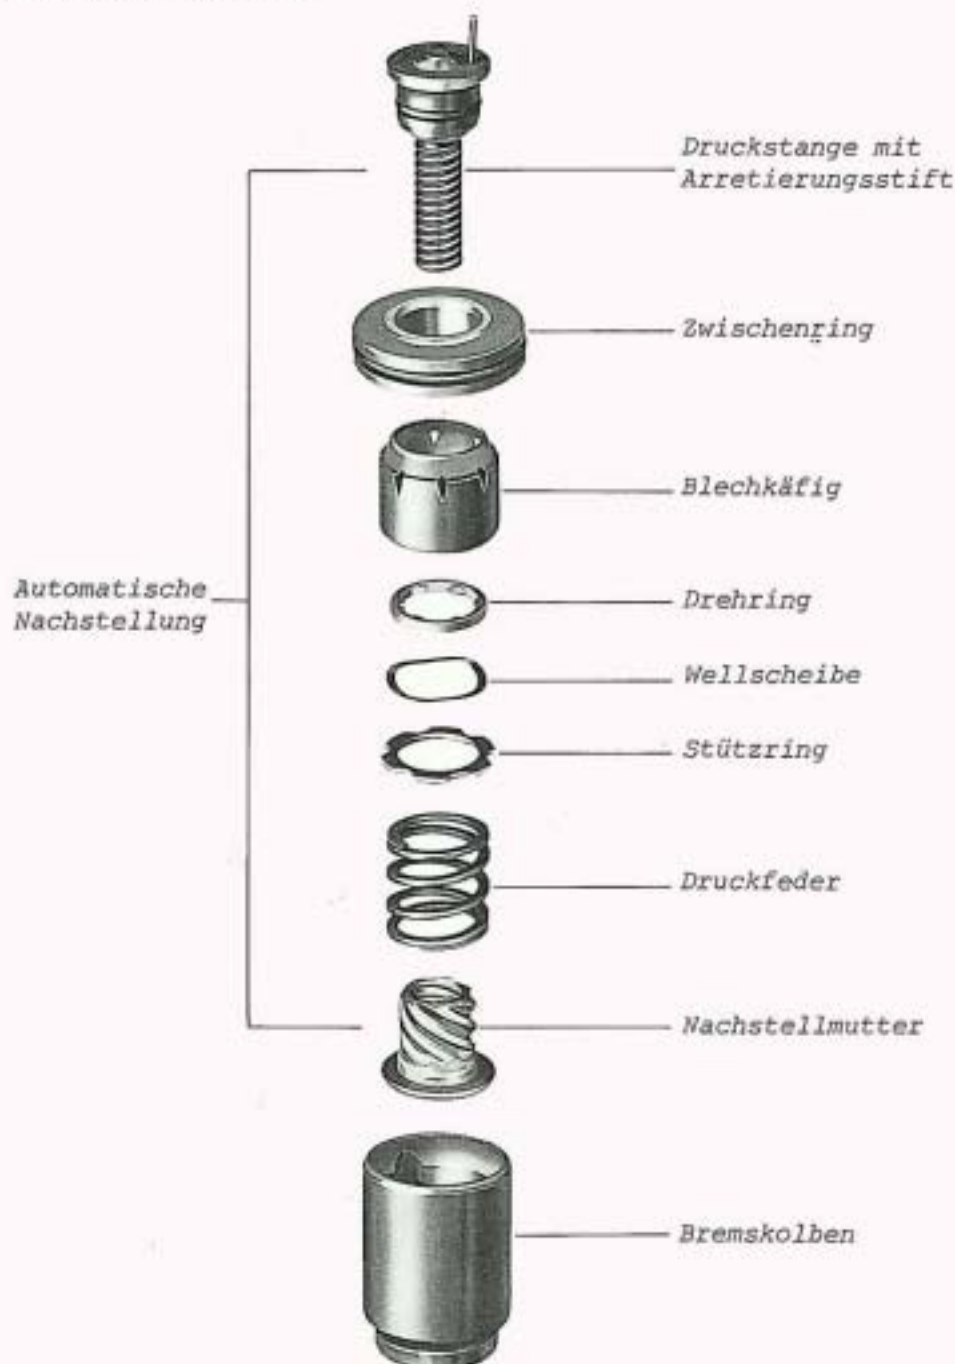 Druckstange mit
Arretierungsstift
Zwischenring
Blechkäfig
Automatische
Nachstellung
Drehring
Wellscheibe
Stützring
Druckfeder
Nachstellmutter
Bremskolben